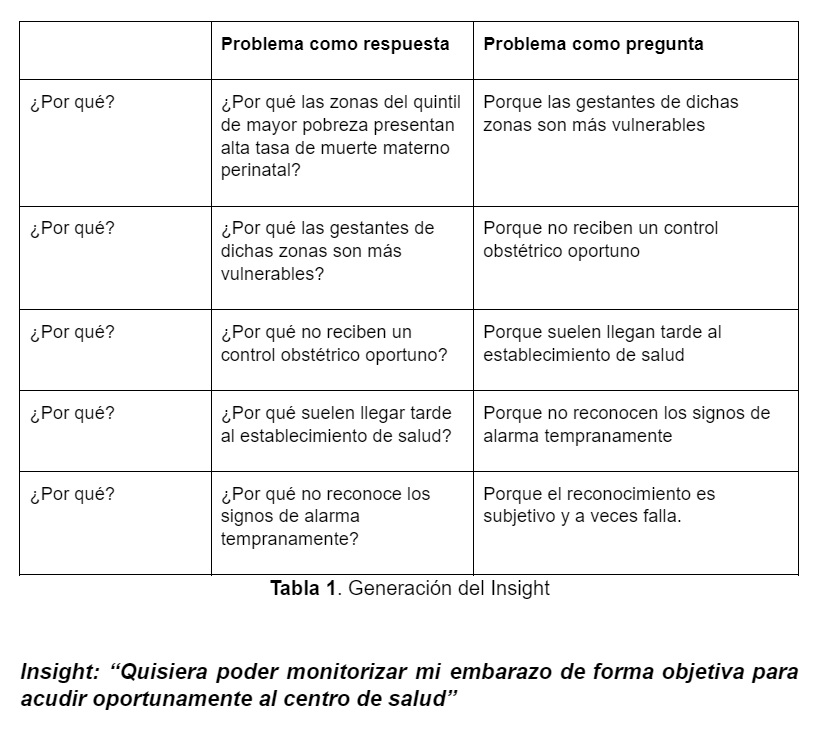 Problema como respuesta
Problema como pregunta
¿Por qué?
¿Por qué las zonas del quintil
de mayor pobreza presentan
alta tasa de muerte materno
perinatal?
Porque las gestantes de dichas
zonas son más vulnerables
¿Por qué?
¿Por qué las gestantes de
dichas zonas son más
vulnerables?
Porque no reciben un control
obstétrico oportuno
¿Por qué?
¿Por qué no reciben un
control obstétrico oportuno?
Porque suelen llegan tarde al
establecimiento de salud
¿Por qué?
¿Por qué suelen llegar tarde
al establecimiento de salud?
Porque no reconocen los signos de
alarma tempranamente
¿Por qué?
¿Por qué no reconoce los
signos de alarma
tempranamente?
Porque el reconocimiento es
subjetivo y a veces falla.
Tabla 1. Generación del Insight
Insight: “Quisiera poder monitorizar mi embarazo de forma objetiva para
acudir oportunamente al centro de salud”